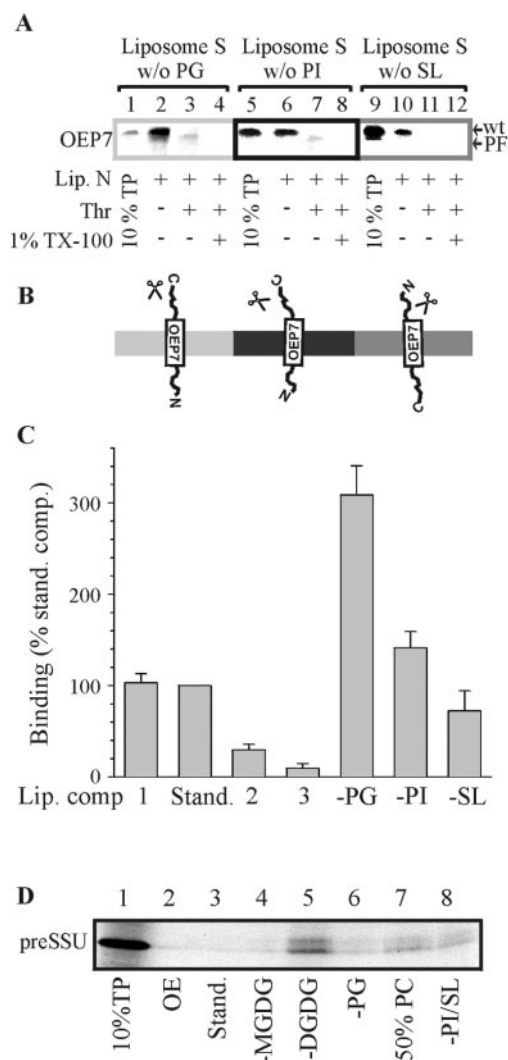 A
Liposome S Liposome S Liposome S
w/o PG w/o PI w/o SL
1 2 3 4 5 6 7 8 9 10 11 12
OEP7
wt
PF
Lip. N 10 % TP + + + 10 % TP + + + 10 % TP + + +
Thr - + + - + + - + +
1% TX-100 - - + - - + - - +
B
C C N
OEP7 OEP7 OEP7
N N C
C
Binding (% stand. comp.)
300
200
100
0
Lip. comp 1 Stand. 2 3 -PG -PI -SL
D
1 2 3 4 5 6 7 8
preSSU
10%TP OE Stand. -MGDG -DGDG -PG 50% PC -PI/SL